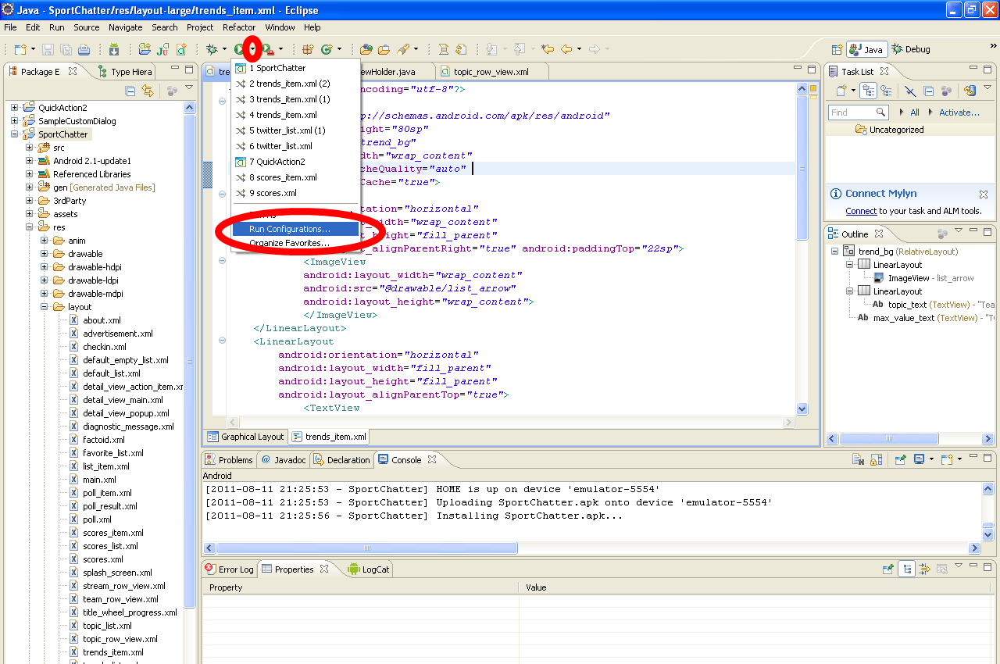 Java - SportChatter/res/layout-large/trends_item.xml - Eclipse
File Edit Run Source Navigate Search Project Refactor Window Help
Java Debug
Package E Type Hiera
QuickAction2
SampleCustomDialog
SportChatter
src
Android 2.1-update1
Referenced Libraries
gen [Generated Java Files]
3rdParty
assets
res
anim
drawable
drawable-hdpi
drawable-ldpi
drawable-mdpi
layout
about.xml
advertisement.xml
checkin.xml
default_empty_list.xml
default_list.xml
detail_view_action_item.xr
detail_view_main.xml
detail_view_popup.xml
diagnostic_message.xml
factoid.xml
favorite_list.xml
list_item.xml
main.xml
poll_item.xml
poll_result.xml
poll.xml
scores_item.xml
scores_list.xml
scores.xml
splash_screen.xml
stream_row_view.xml
team_row_view.xml
title_wheel_progress.xml
topic_list.xml
topic_row_view.xml
trends_item.xml
1 SportChatter
2 trends_item.xml (2)
3 trends_item.xml (1)
4 trends_item.xml
5 twitter_list.xml (1)
6 twitter_list.xml
7 QuickAction2
8 scores_item.xml
9 scores.xml
Run Configurations...
Organize Favorites...
tre ewHolder.java topic_row_view.xml
ncoding="utf-8"?>
p://schemas.android.com/apk/res/android"
ight="80sp"
trend_bg"
dth="wrap_content"
cheQuality="auto"
Cache="true">
ntation="horizontal"
t_width="wrap_content"
t_height="fill_parent"
t_alignParentRight="true" android:paddingTop="22sp">
<ImageView
android:layout_width="wrap_content"
android:src="@drawable/list_arrow"
android:layout_height="wrap_content">
</ImageView>
</LinearLayout>
<LinearLayout
android:orientation="horizontal"
android:layout_width="fill_parent"
android:layout_height="fill_parent"
android:layout_alignParentTop="true">
<TextView
Graphical Layout trends_item.xml
Task List
Find All Activate...
Uncategorized
Connect Mylyn
Connect to your task and ALM tools.
Outline
trend_bg (RelativeLayout)
LinearLayout
ImageView - list_arrow
LinearLayout
Ab topic_text (TextView) - "Tea
Ab max_value_text (TextView) - "T
Problems @ Javadoc Declaration Console
Android
[2011-08-11 21:25:53 - SportChatter] HOME is up on device 'emulator-5554'
[2011-08-11 21:25:53 - SportChatter] Uploading SportChatter.apk onto device 'emulator-5554'
[2011-08-11 21:25:56 - SportChatter] Installing SportChatter.apk...
Error Log Properties LogCat
Property Value